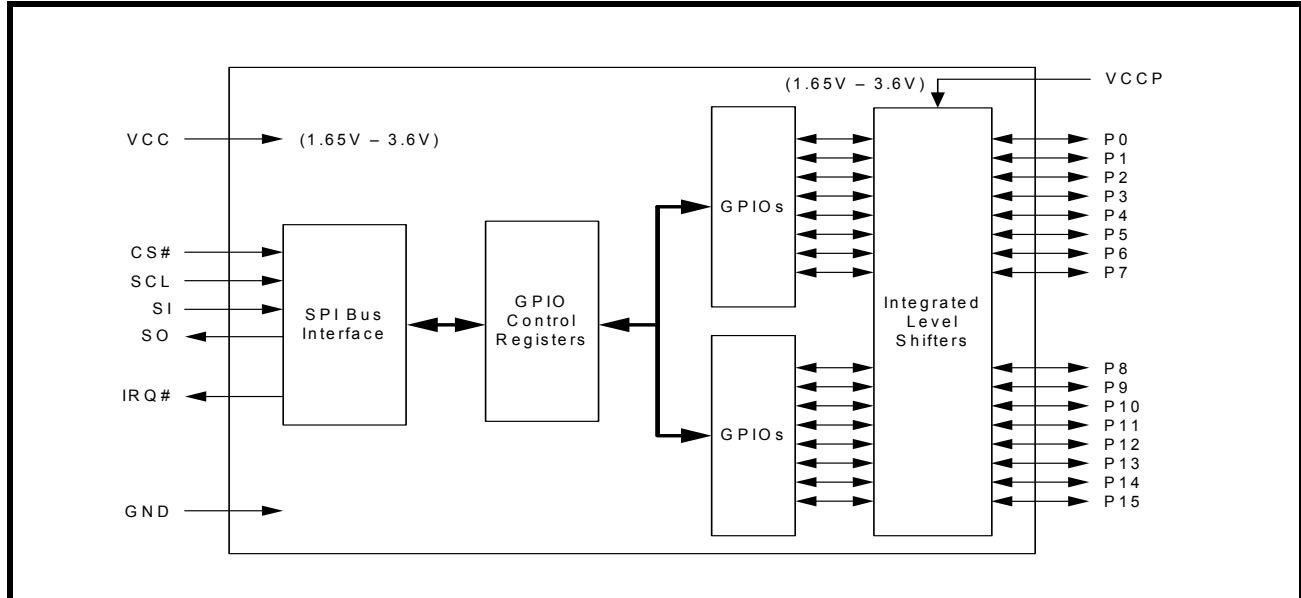 (1.65V – 3.6V)
VCCP
VCC
(1.65V – 3.6V)
CS#
SCL
SI
SO
IRQ#
GND
SPI Bus
Interface
GPIO
Control
Registers
GPIOs
GPIOs
Integrated
Level
Shifters
P0
P1
P2
P3
P4
P5
P6
P7
P8
P9
P10
P11
P12
P13
P14
P15